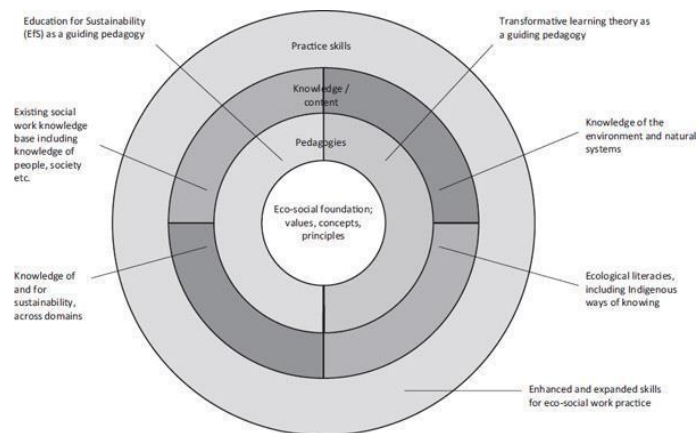 Education for Sustainability
(EfS) as a guiding pedagogy
Transformative learning theory as
a guiding pedagogy
Practice skills
Knowledge /
content
Existing social
work knowledge
base including
knowledge of
people, society
etc.
Pedagogies
Knowledge of the
environment and natural
systems
Eco-social foundation;
values, concepts,
principles
Knowledge of
and for
sustainability,
across domains
Ecological literacies,
including Indigenous
ways of knowing
Enhanced and expanded skills
for eco-social work practice